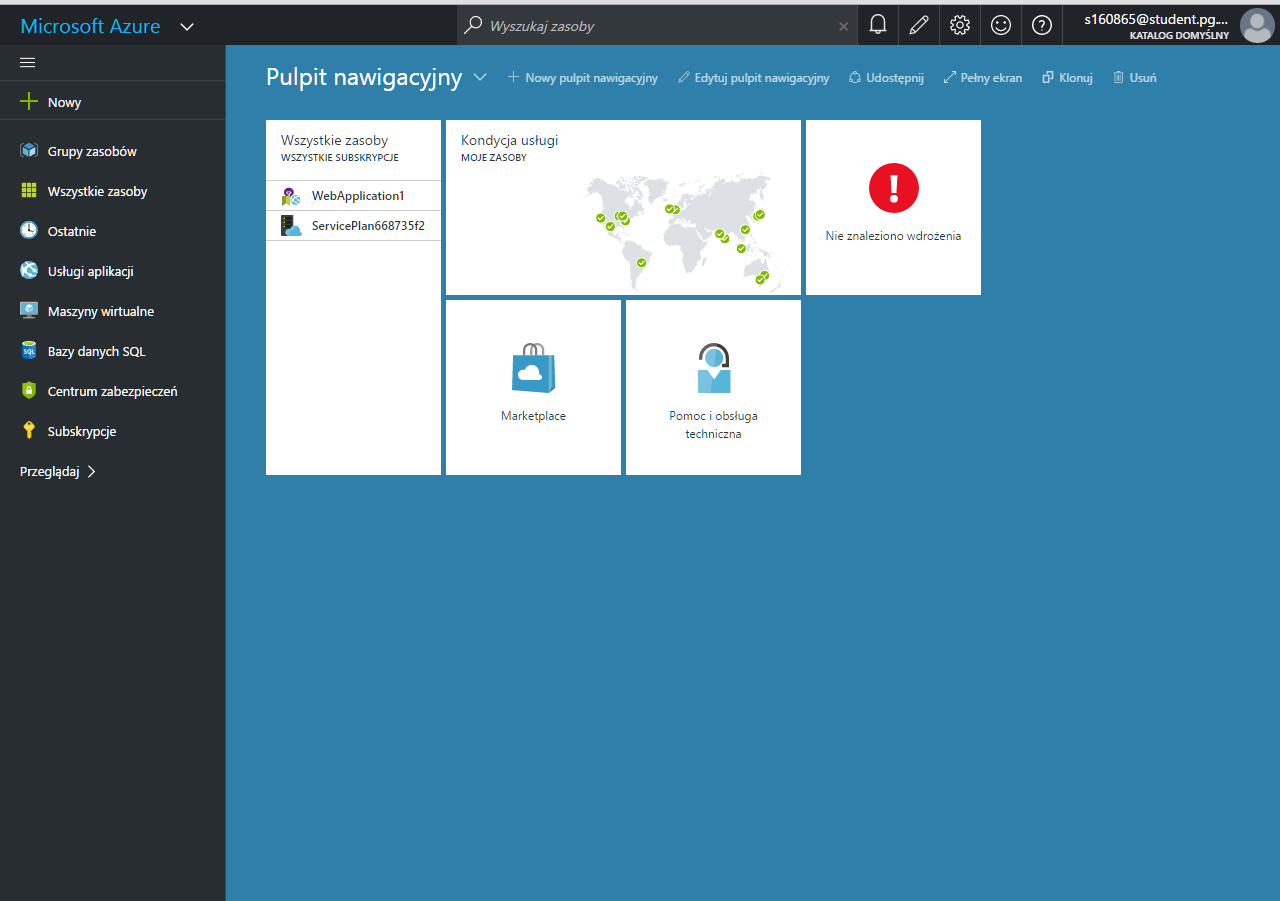 Microsoft Azure
Wyszukaj zasoby
s160865@student.pg....
KATALOG DOMYŚLNY
Nowy
Grupy zasobów
Wszystkie zasoby
Ostatnie
Usługi aplikacji
Maszyny wirtualne
Bazy danych SQL
SQL
Centrum zabezpieczeń
Subskrypcje
Przeglądaj
Pulpit nawigacyjny
Nowy pulpit nawigacyjny
Edytuj pulpit nawigacyjny
Udostępnij
Pełny ekran
Klonuj
Usuń
Wszystkie zasoby
WSZYSTKIE SUBSKRYPCJE
WebApplication1
ServicePlan668735f2
Kondycja usługi
MOJE ZASOBY
Nie znaleziono wdrożenia
Marketplace
Pomoc i obsługa
techniczna